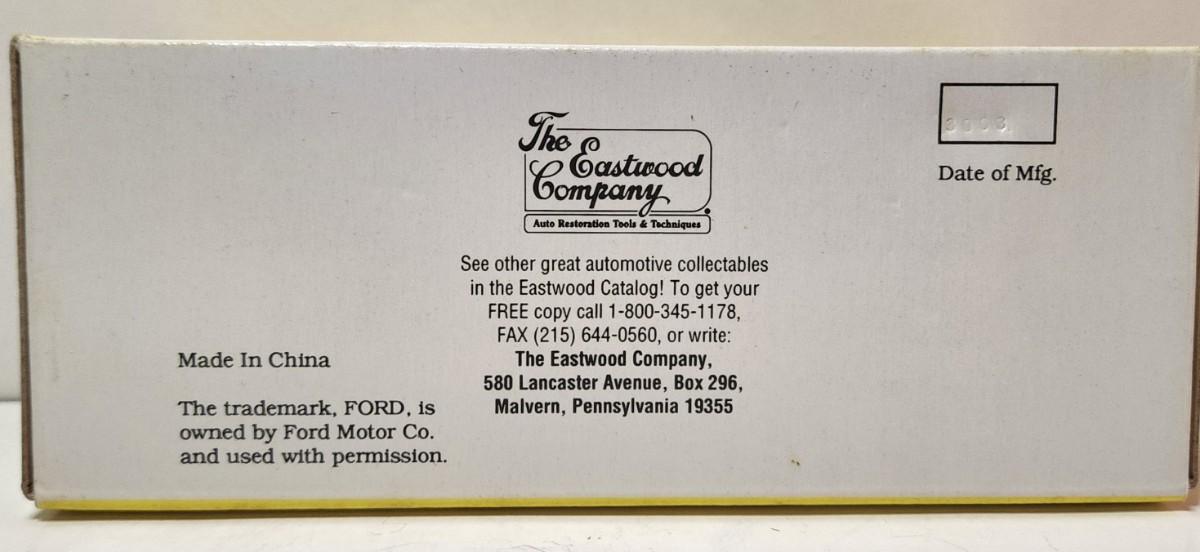 The
Eastwood
Company
Auto Restoration Tools & Techniques
Date of Mfg.
See other great automotive collectables
in the Eastwood Catalog! To get your
FREE copy call 1-800-345-1178,
FAX (215) 644-0560, or write:
The Eastwood Company,
580 Lancaster Avenue, Box 296,
Malvern, Pennsylvania 19355
Made In China
The trademark, FORD, is
owned by Ford Motor Co.
and used with permission.